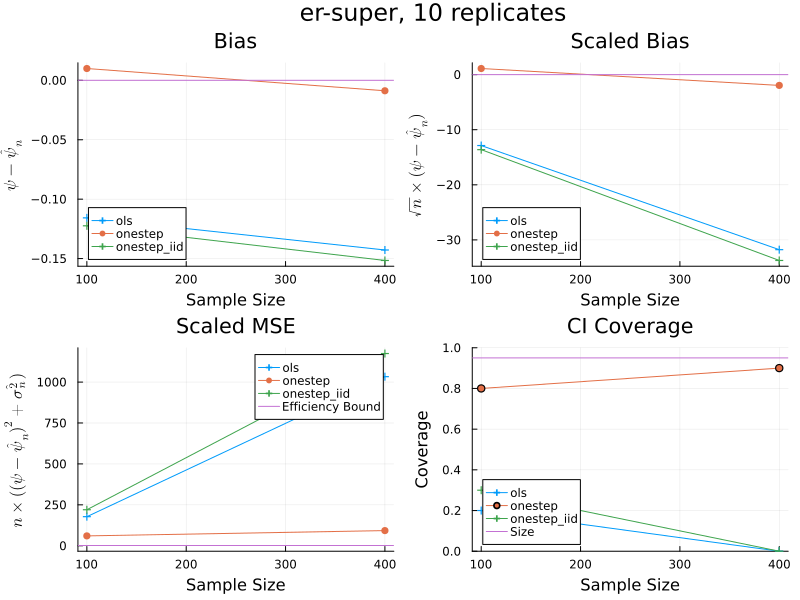 er-super, 10 replicates
Bias
0.00
−0.05
−0.10
−0.15
ψ − ψ̂ₙ
ols
onestep
onestep_iid
100
200
300
400
Sample Size
Scaled Bias
0
−10
−20
−30
√n × (ψ − ψ̂ₙ)
ols
onestep
onestep_iid
100
200
300
400
Sample Size
Scaled MSE
1000
750
500
250
0
n × ((ψ − ψ̂ₙ)² + σₙ²)
ols
onestep
onestep_iid
Efficiency Bound
100
200
300
400
Sample Size
CI Coverage
1.0
0.8
0.6
0.4
0.2
0.0
Coverage
ols
onestep
onestep_iid
Size
100
200
300
400
Sample Size